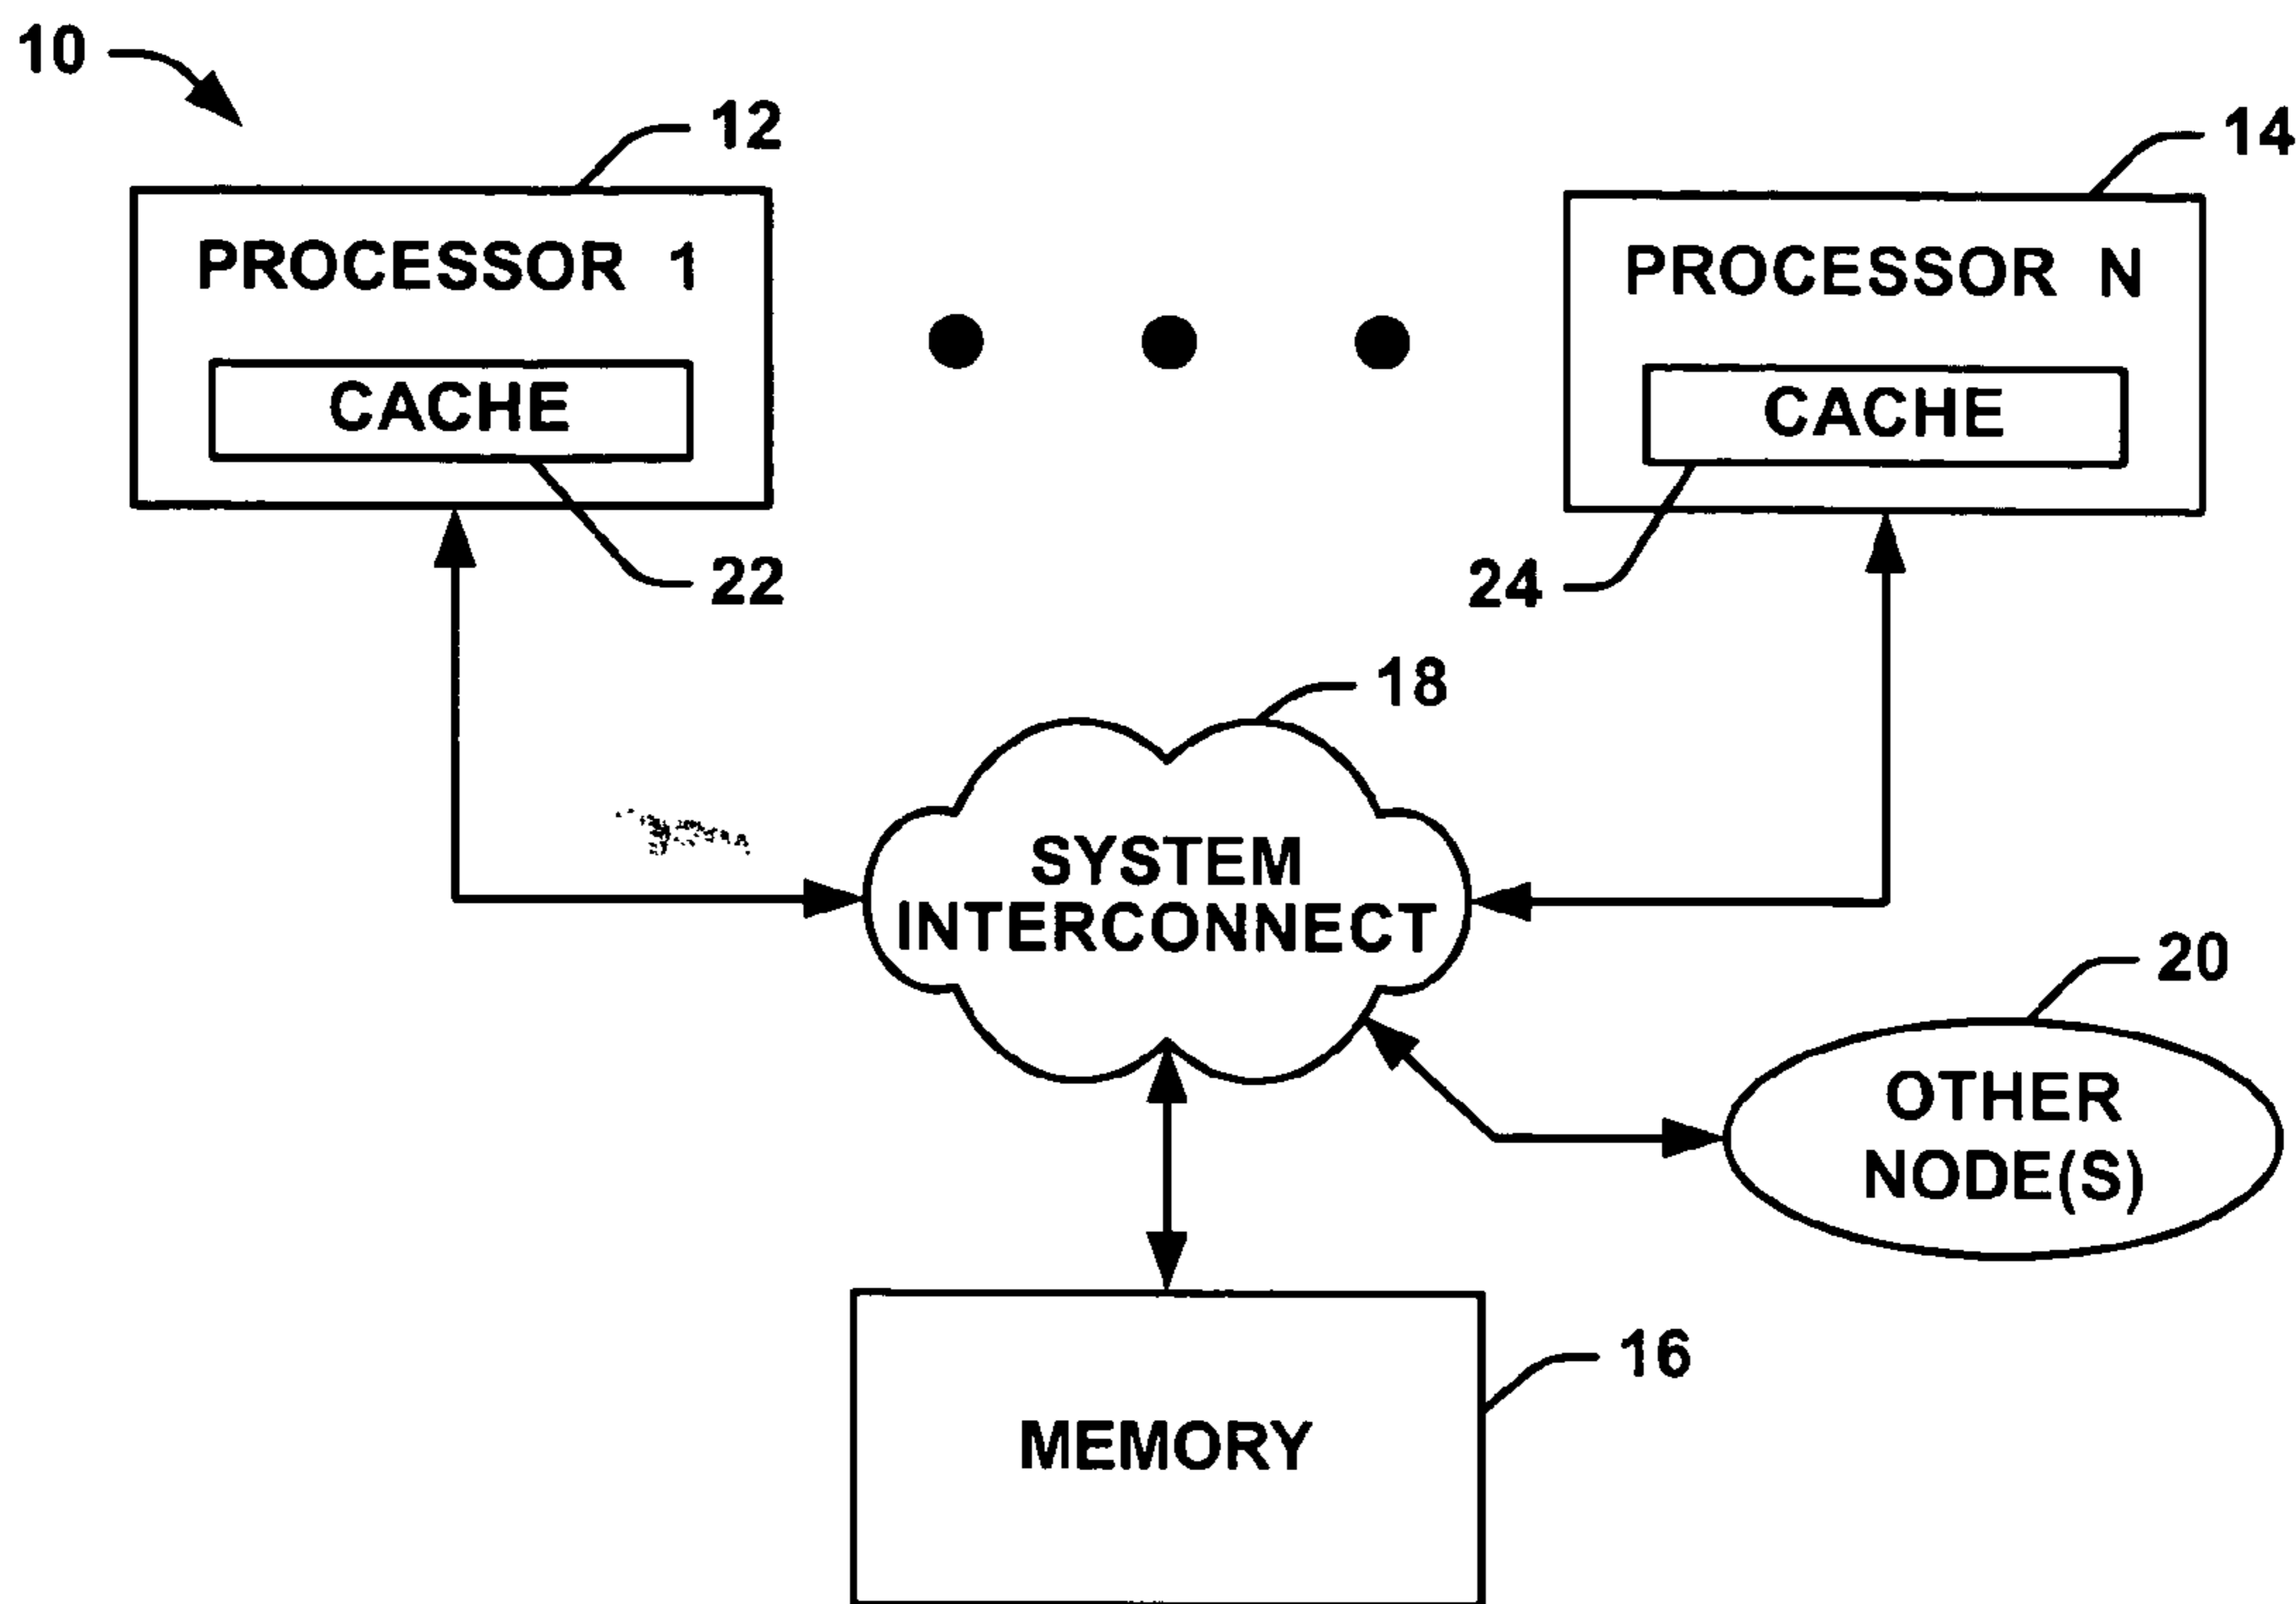 10
12
14
PROCESSOR 1
PROCESSOR N
CACHE
CACHE
22
24
18
SYSTEM
INTERCONNECT
20
OTHER
NODE(S)
16
MEMORY